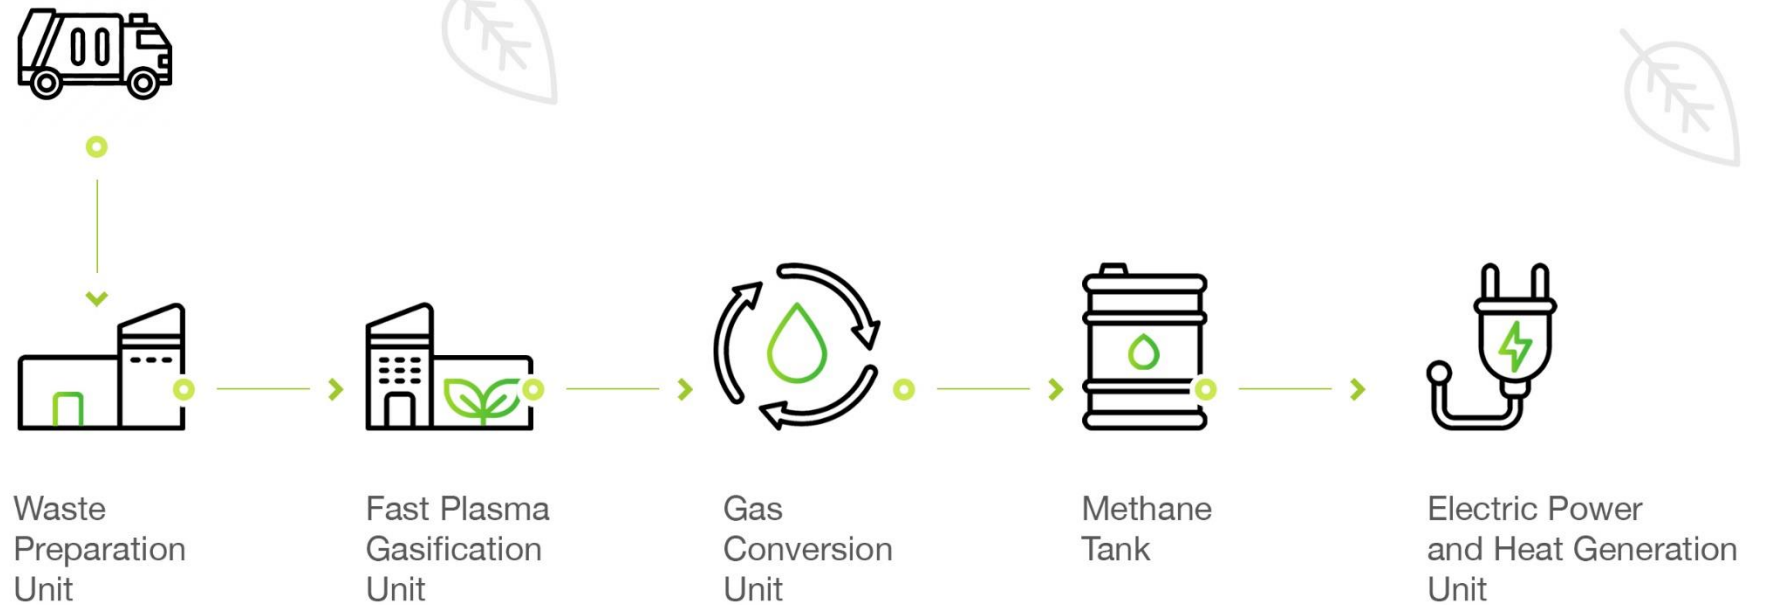 Waste
Preparation
Unit
Fast Plasma
Gasification
Unit
Gas
Conversion
Unit
Methane
Tank
Electric Power
and Heat Generation
Unit